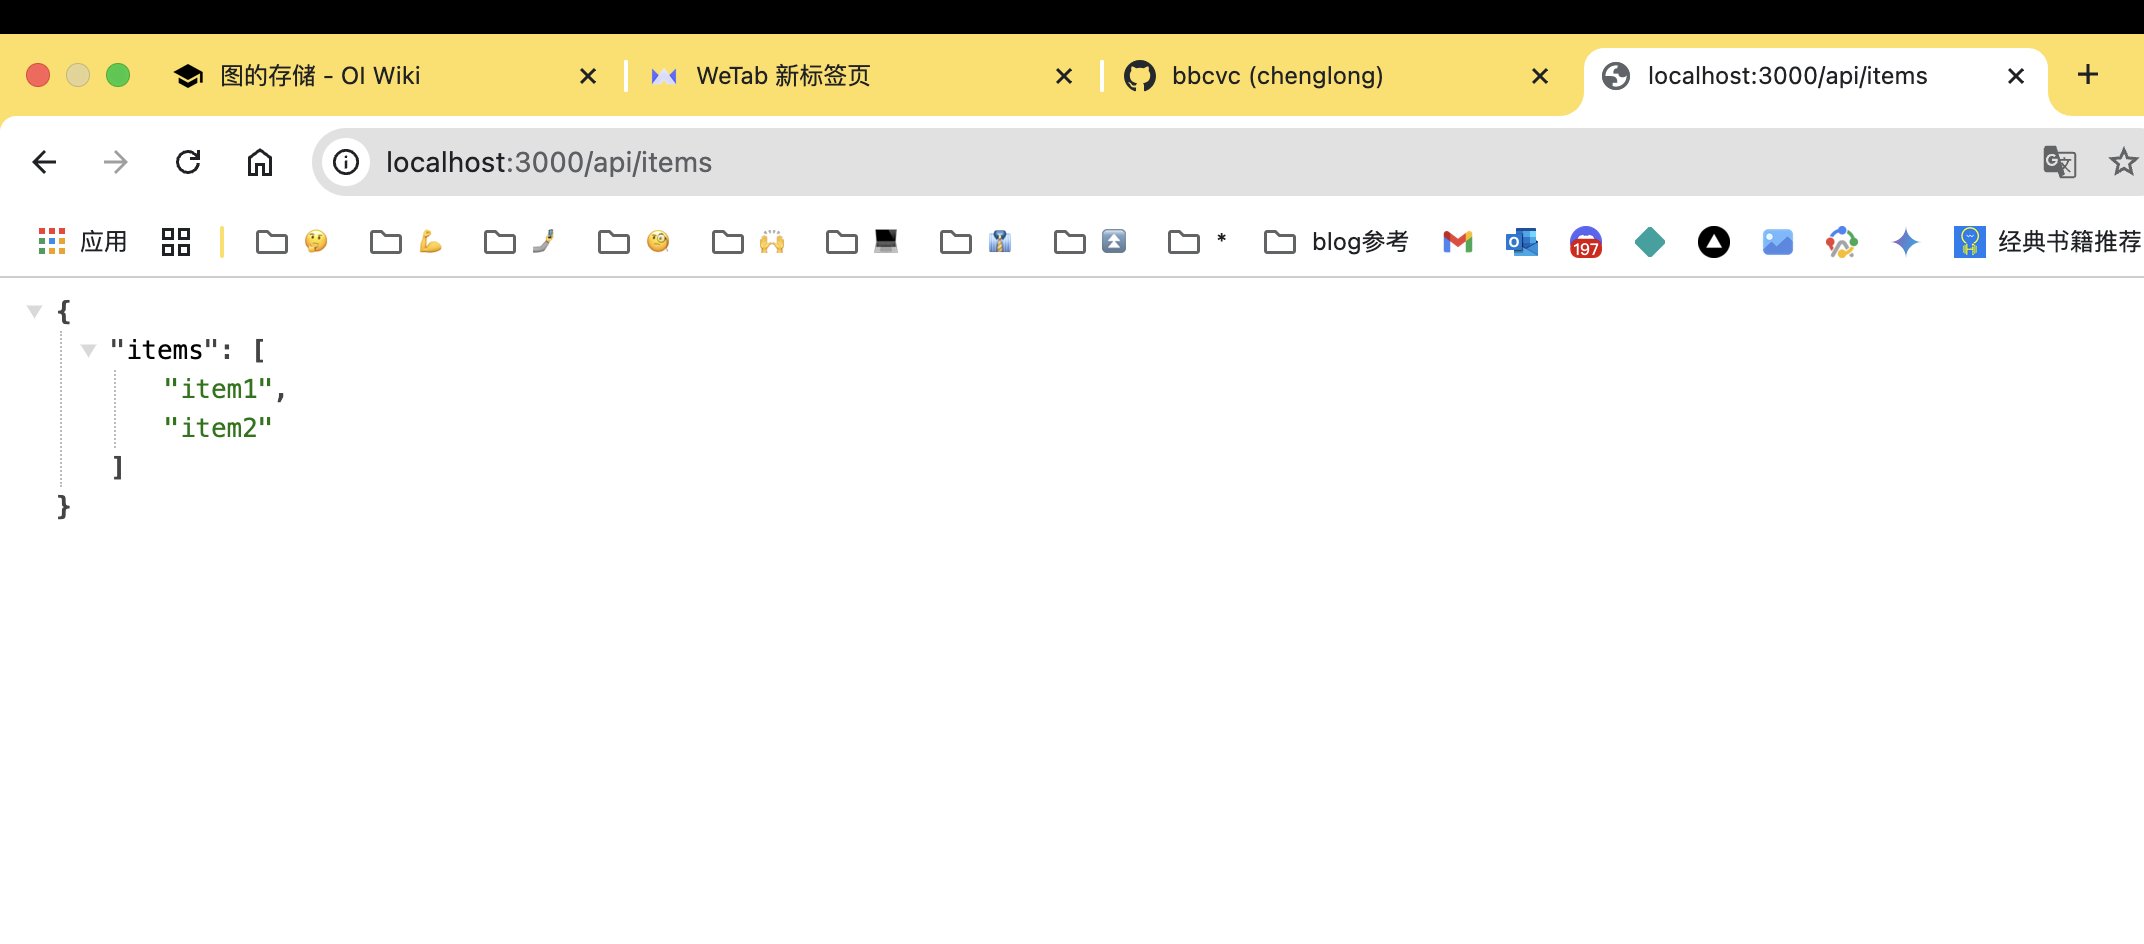 图的存储 - OI Wiki
WeTab 新标签页
bbcvc (chenglong)
localhost:3000/api/items
localhost:3000/api/items
应用
*
blog参考
197
经典书籍推荐
{
"items": [
"item1",
"item2"
]
}